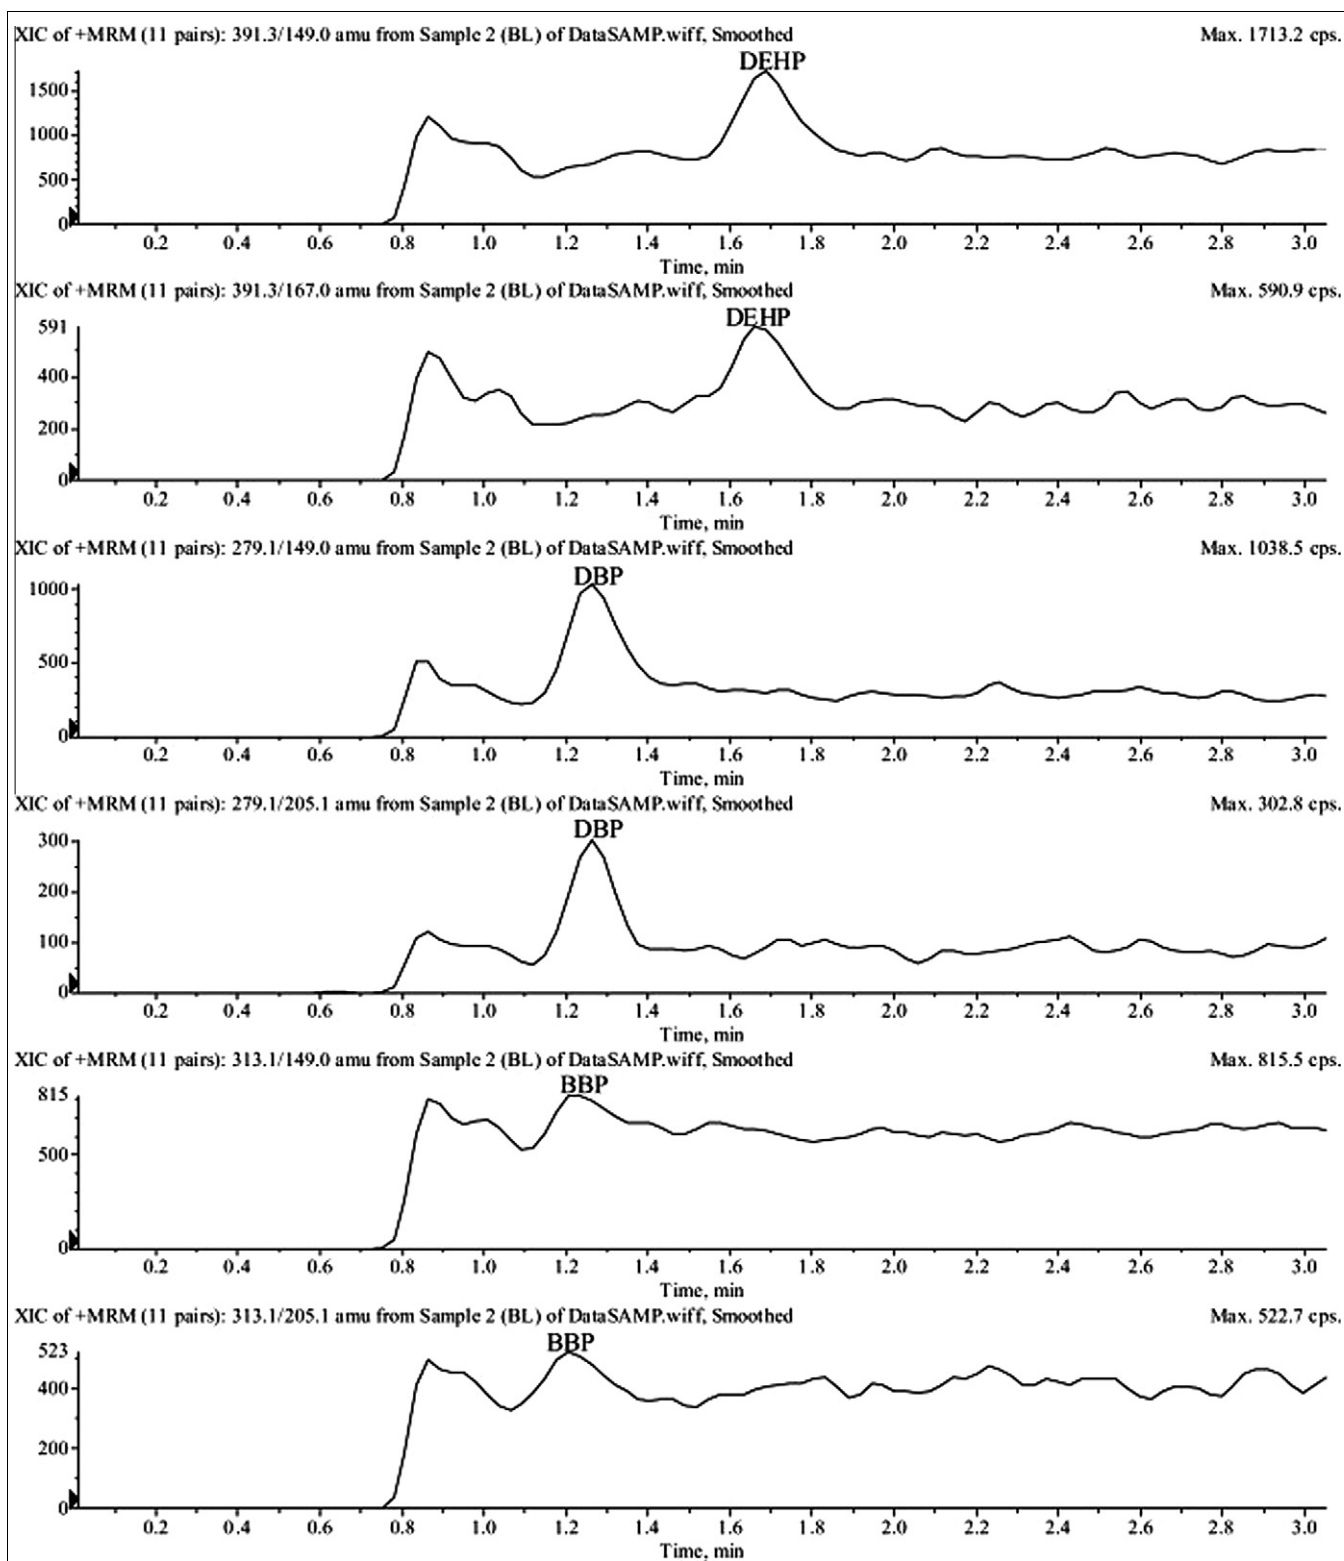 XIC of +MRM (11 pairs): 391.3/149.0 amu from Sample 2 (BL) of DataSAMP.wiff, Smoothed Max. 1713.2 cps.
DEHP
1500
1000
500
0
0.2 0.4 0.6 0.8 1.0 1.2 1.4 1.6 1.8 2.0 2.2 2.4 2.6 2.8 3.0
Time, min
XIC of +MRM (11 pairs): 391.3/167.0 amu from Sample 2 (BL) of DataSAMP.wiff, Smoothed Max. 590.9 cps.
DEHP
591
400
200
0
0.2 0.4 0.6 0.8 1.0 1.2 1.4 1.6 1.8 2.0 2.2 2.4 2.6 2.8 3.0
Time, min
XIC of +MRM (11 pairs): 279.1/149.0 amu from Sample 2 (BL) of DataSAMP.wiff, Smoothed Max. 1038.5 cps.
DBP
1000
500
0
0.2 0.4 0.6 0.8 1.0 1.2 1.4 1.6 1.8 2.0 2.2 2.4 2.6 2.8 3.0
Time, min
XIC of +MRM (11 pairs): 279.1/205.1 amu from Sample 2 (BL) of DataSAMP.wiff, Smoothed Max. 302.8 cps.
DBP
300
200
100
0
0.2 0.4 0.6 0.8 1.0 1.2 1.4 1.6 1.8 2.0 2.2 2.4 2.6 2.8 3.0
Time, min
XIC of +MRM (11 pairs): 313.1/149.0 amu from Sample 2 (BL) of DataSAMP.wiff, Smoothed Max. 815.5 cps.
BBP
815
500
0
0.2 0.4 0.6 0.8 1.0 1.2 1.4 1.6 1.8 2.0 2.2 2.4 2.6 2.8 3.0
Time, min
XIC of +MRM (11 pairs): 313.1/205.1 amu from Sample 2 (BL) of DataSAMP.wiff, Smoothed Max. 522.7 cps.
BBP
523
400
200
0
0.2 0.4 0.6 0.8 1.0 1.2 1.4 1.6 1.8 2.0 2.2 2.4 2.6 2.8 3.0
Time, min